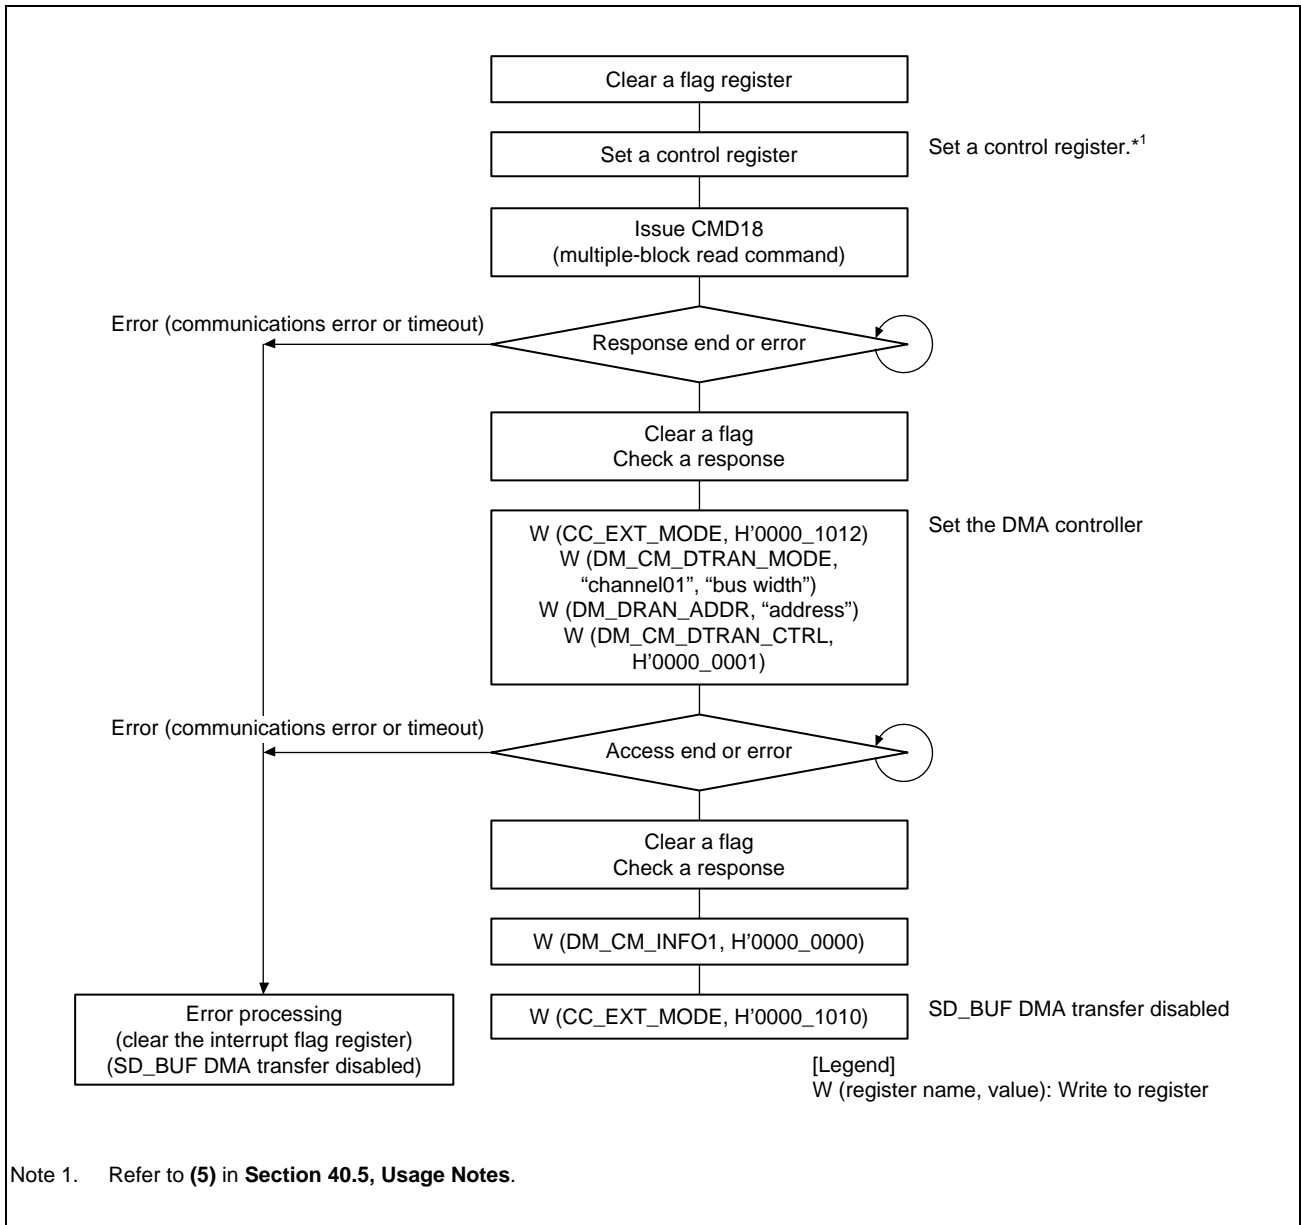 Clear a flag register
Set a control register
Set a control register.*1
Issue CMD18
(multiple-block read command)
Error (communications error or timeout)
Response end or error
Clear a flag
Check a response
W (CC_EXT_MODE, H'0000_1012)
W (DM_CM_DTRAN_MODE,
“channel01”, “bus width”)
W (DM_DRAN_ADDR, “address”)
W (DM_CM_DTRAN_CTRL,
H'0000_0001)
Set the DMA controller
Error (communications error or timeout)
Access end or error
Clear a flag
Check a response
W (DM_CM_INFO1, H'0000_0000)
Error processing
(clear the interrupt flag register)
(SD_BUF DMA transfer disabled)
W (CC_EXT_MODE, H'0000_1010)
SD_BUF DMA transfer disabled
[Legend]
W (register name, value): Write to register
Note 1. Refer to (5) in Section 40.5, Usage Notes.